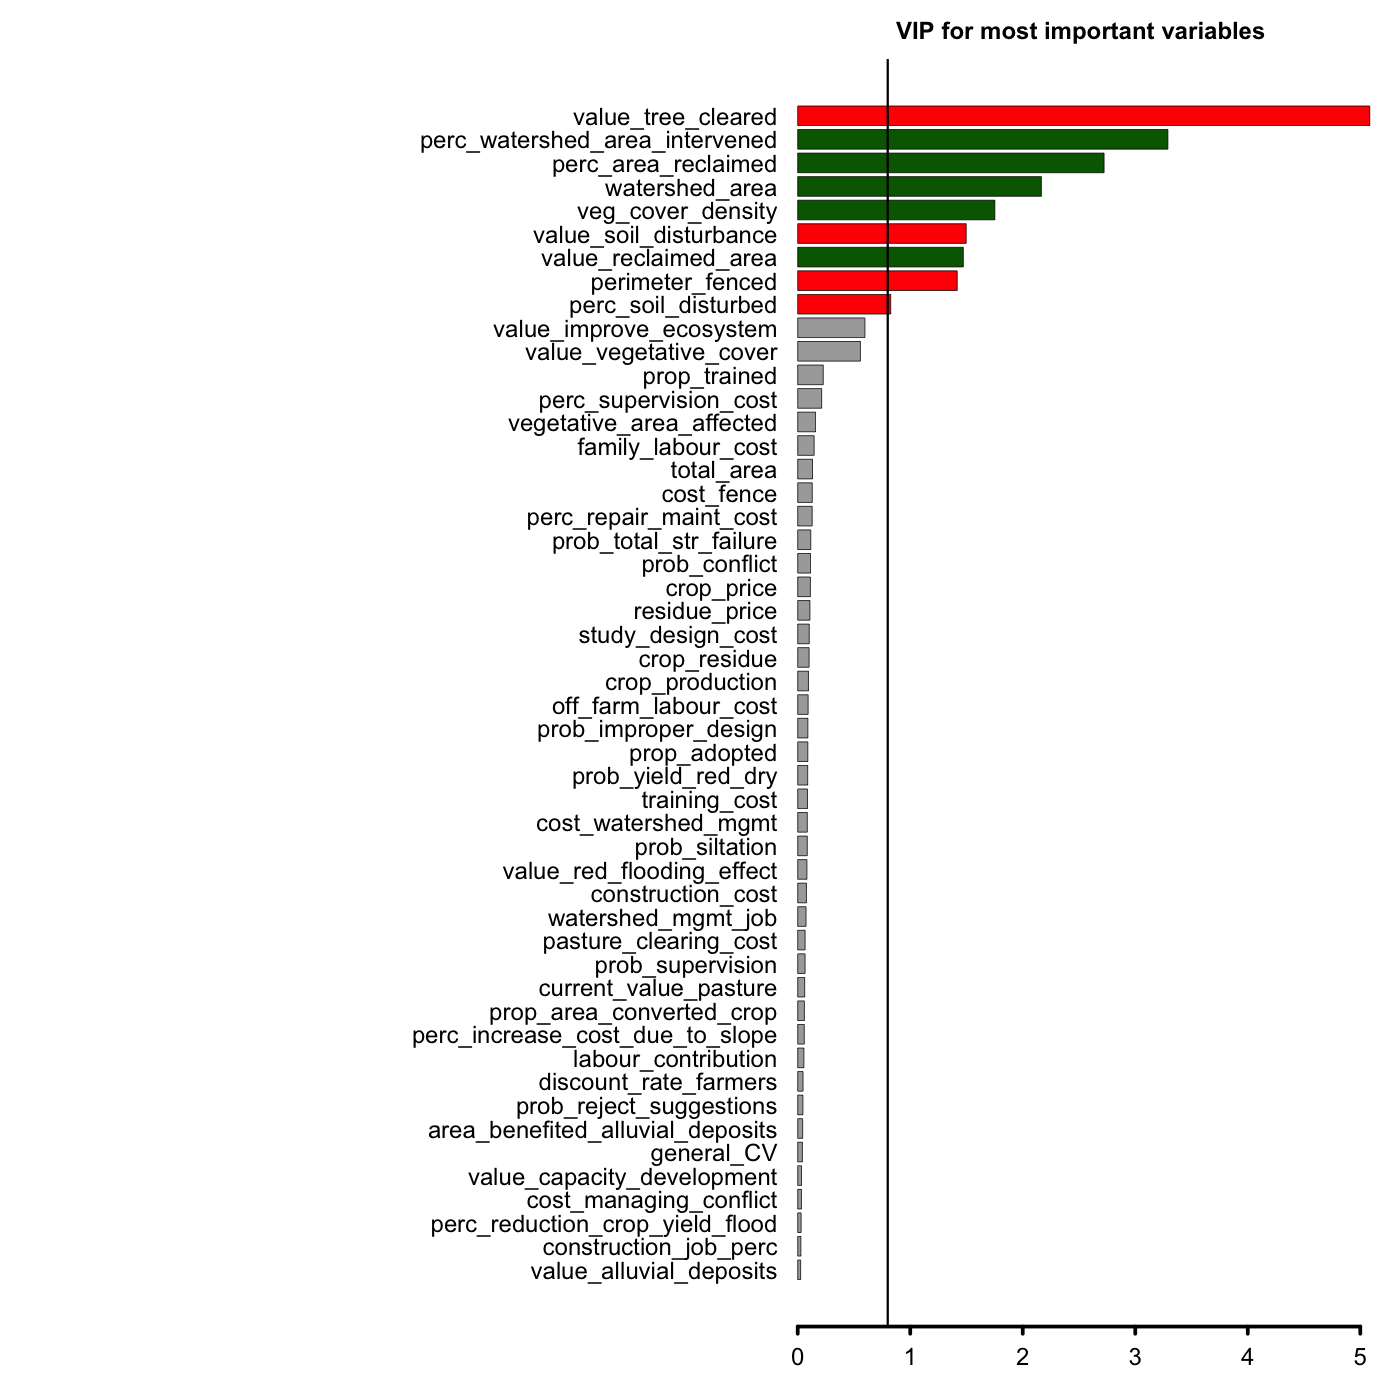 VIP for most important variables
value_tree_cleared
perc_watershed_area_intervened
perc_area_reclaimed
watershed_area
veg_cover_density
value_soil_disturbance
value_reclaimed_area
perimeter_fenced
perc_soil_disturbed
value_improve_ecosystem
value_vegetative_cover
prop_trained
perc_supervision_cost
vegetative_area_affected
family_labour_cost
total_area
cost_fence
perc_repair_maint_cost
prob_total_str_failure
prob_conflict
crop_price
residue_price
study_design_cost
crop_residue
crop_production
off_farm_labour_cost
prob_improper_design
prop_adopted
prob_yield_red_dry
training_cost
cost_watershed_mgmt
prob_siltation
value_red_flooding_effect
construction_cost
watershed_mgmt_job
pasture_clearing_cost
prob_supervision
current_value_pasture
prop_area_converted_crop
perc_increase_cost_due_to_slope
labour_contribution
discount_rate_farmers
prob_reject_suggestions
area_benefited_alluvial_deposits
general_CV
value_capacity_development
cost_managing_conflict
perc_reduction_crop_yield_flood
construction_job_perc
value_alluvial_deposits
0 1 2 3 4 5